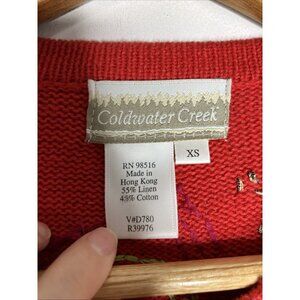 Coldwater Creek
XS
RN 98516
Made in
Hong Kong
55% Linen
45% Cotton
V#D780
R39976